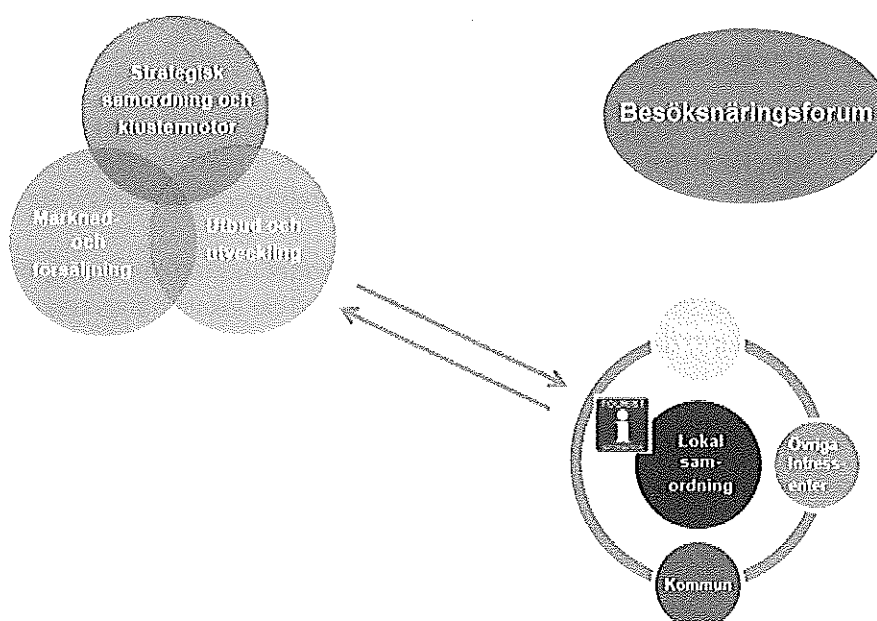 Strategisk
samordning och
klustermotor
Marknad-
och
försäljning
Utbud och
utveckling
Besöksnäringsforum
Lokal
sam-
ordning
Övriga
Intress-
enter
Kommun